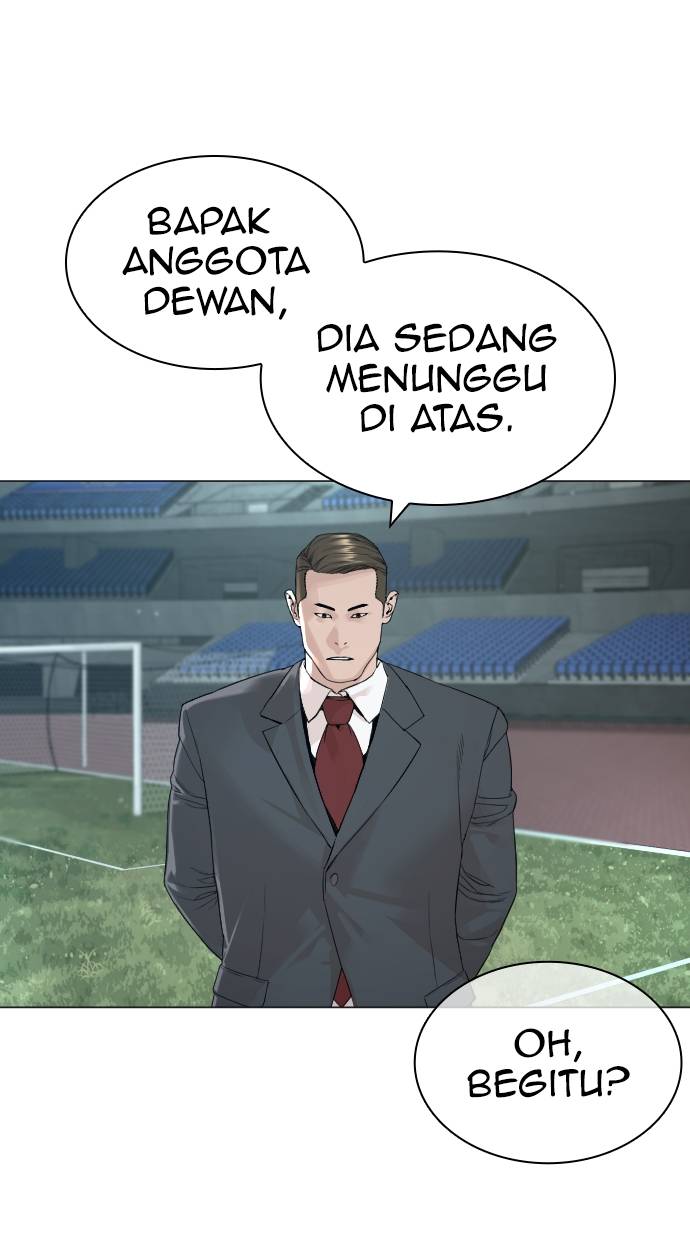 BAPAK
ANGGOTA
DEWAN,
DIA SEDANG
MENUNGGU
DI ATAS.
OH,
BEGITU?